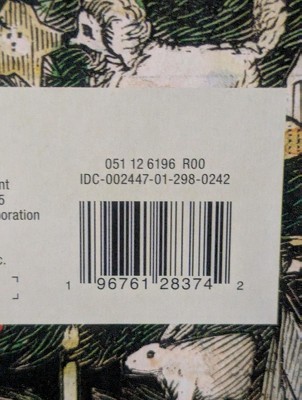 051 12 6196 R00
IDC-002447-01-298-0242
nt
5
oration
c.
1 96761 28374 2